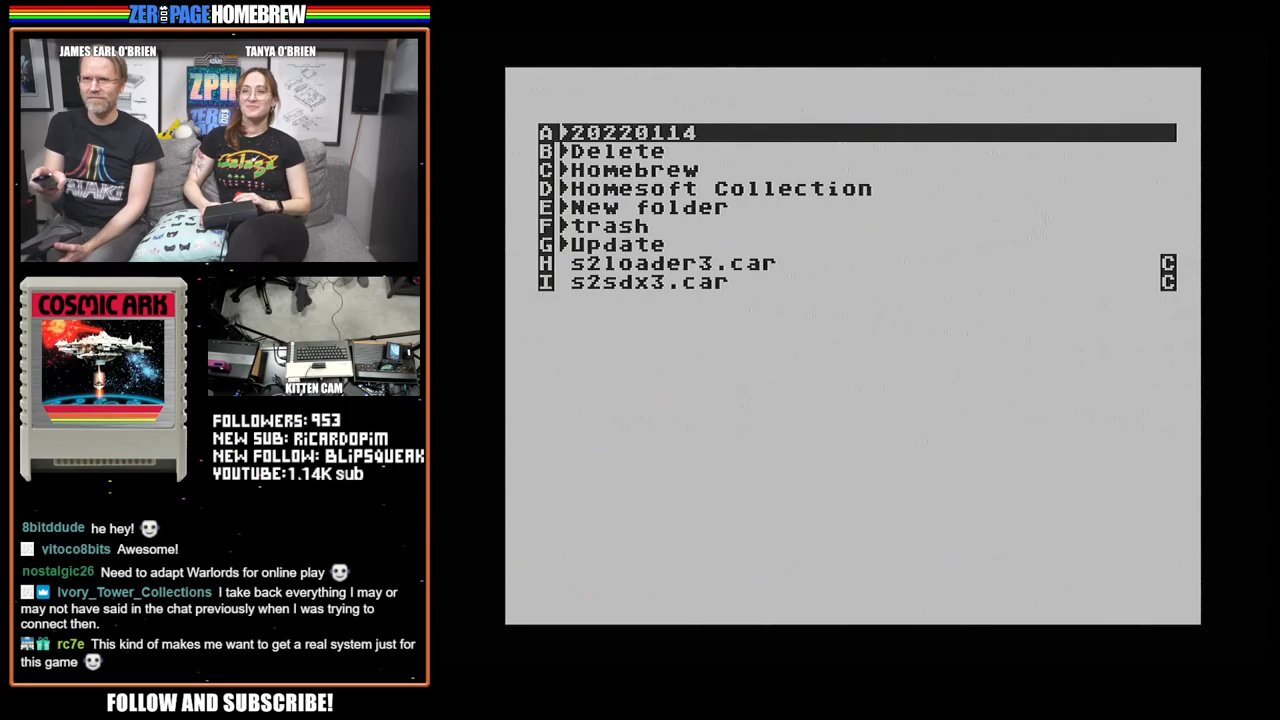 ZERO PAGE HOMEBREW
JAMES EARL O'BRIEN
TANYA O'BRIEN
ZPH
ATARI
COSMIC ARK
KITTEN CAM
FOLLOWERS: 953
NEW SUB: RICARDOPIM
NEW FOLLOW: BLIPSQUEAK
YOUTUBE: 1.14K sub
8bitddude he hey!
vitoco8bits Awesome!
nostalgic26 Need to adapt Warlords for online play
Ivory_Tower_Collections I take back everything I may or
may not have said in the chat previously when I was trying to
connect then.
rc7e This kind of makes me want to get a real system just for
this game
FOLLOW AND SUBSCRIBE!
A 20220114
B Delete
C Homebrew
D Homesoft Collection
E New folder
F trash
G Update
H s2loader3.car C
I s2sdx3.car C